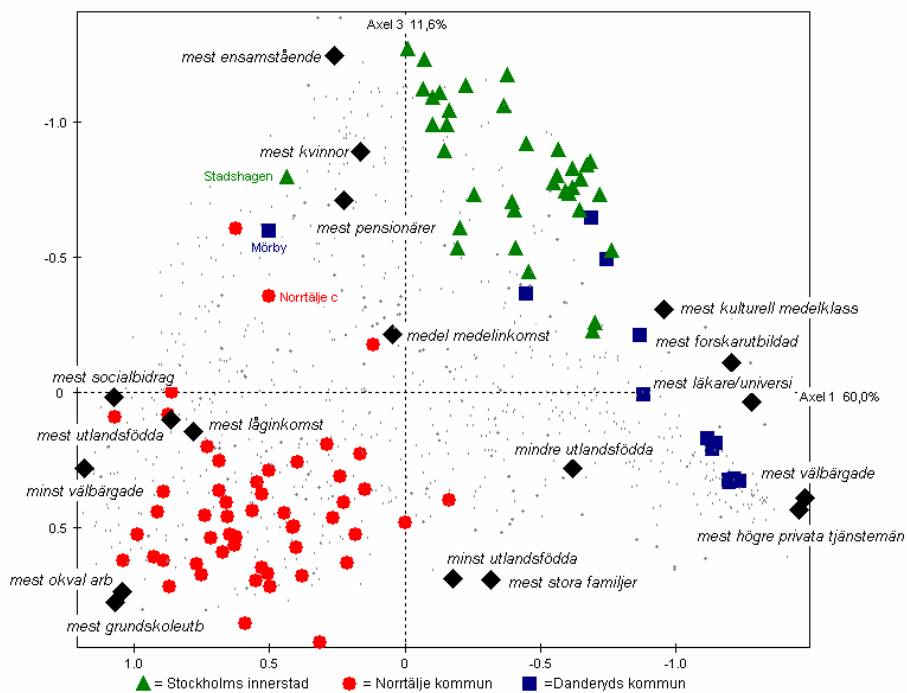 Axel 3 11,6%
mest ensamstående
-1.0
mest kvinnor
Stadshagen
mest pensionärer
Mörby
-0.5
Norrtälje c
mest kulturell medelklass
medel medelinkomst
mest forskarutbildad
mest socialbidrag
mest läkare/universi
0
Axel 1 60,0%
mest utlandsfödda
mest låginkomst
mindre utlandsfödda
mest välbärgade
minst välbärgade
0.5
mest högre privata tjänstemän
minst utlandsfödda
mest okval arb
mest stora familjer
mest grundskoleutb
1.0 0.5 0 -0.5 -1.0
= Stockholms innerstad = Norrtälje kommun =Danderyds kommun